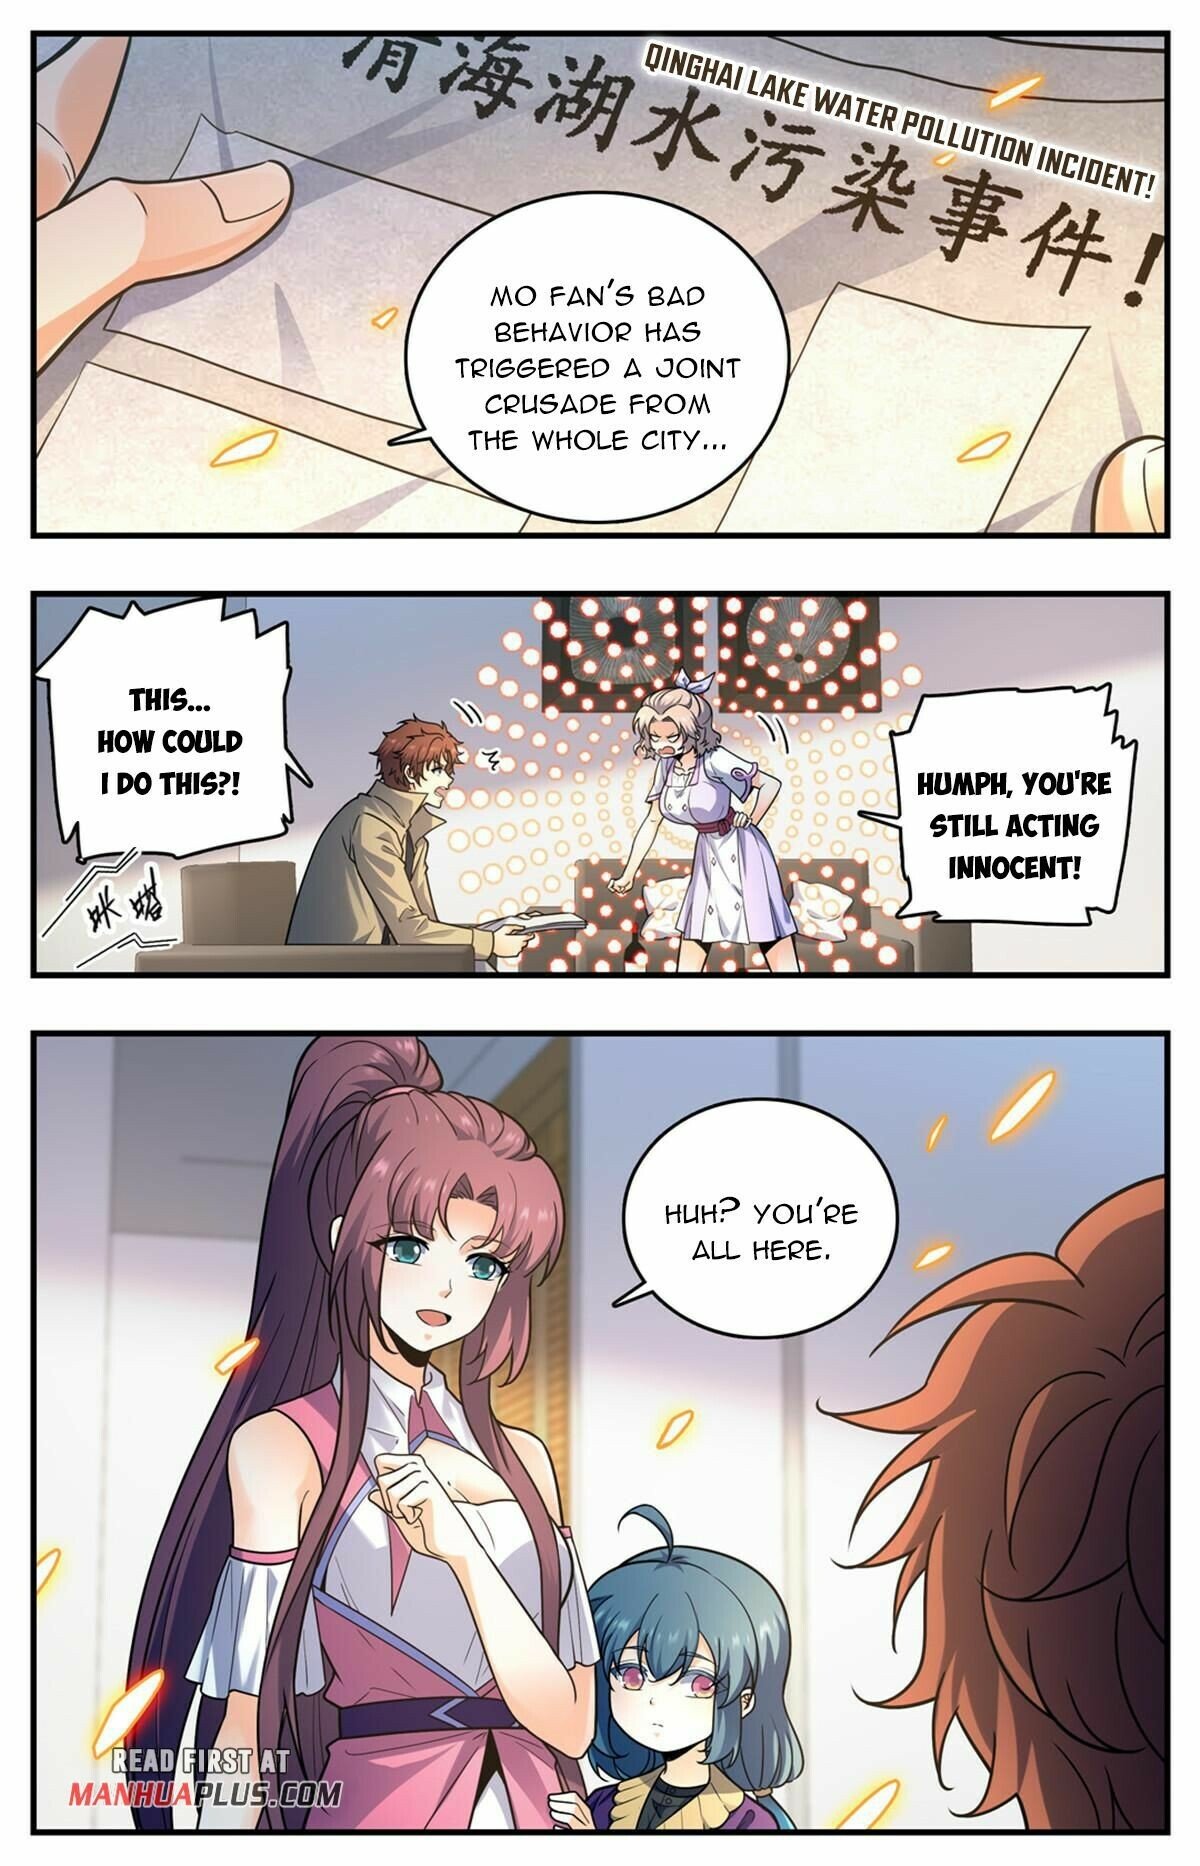 清海湖水污染事件！
QINGHAI LAKE WATER POLLUTION INCIDENT!
MO FAN'S BAD
BEHAVIOR HAS
TRIGGERED A JOINT
CRUSADE FROM
THE WHOLE CITY...
THIS...
HOW COULD
I DO THIS?!
HUMPH, YOU'RE
STILL ACTING
INNOCENT!
咔嗒
HUH? YOU'RE
ALL HERE.
READ FIRST AT
MANHUAPLUS.COM